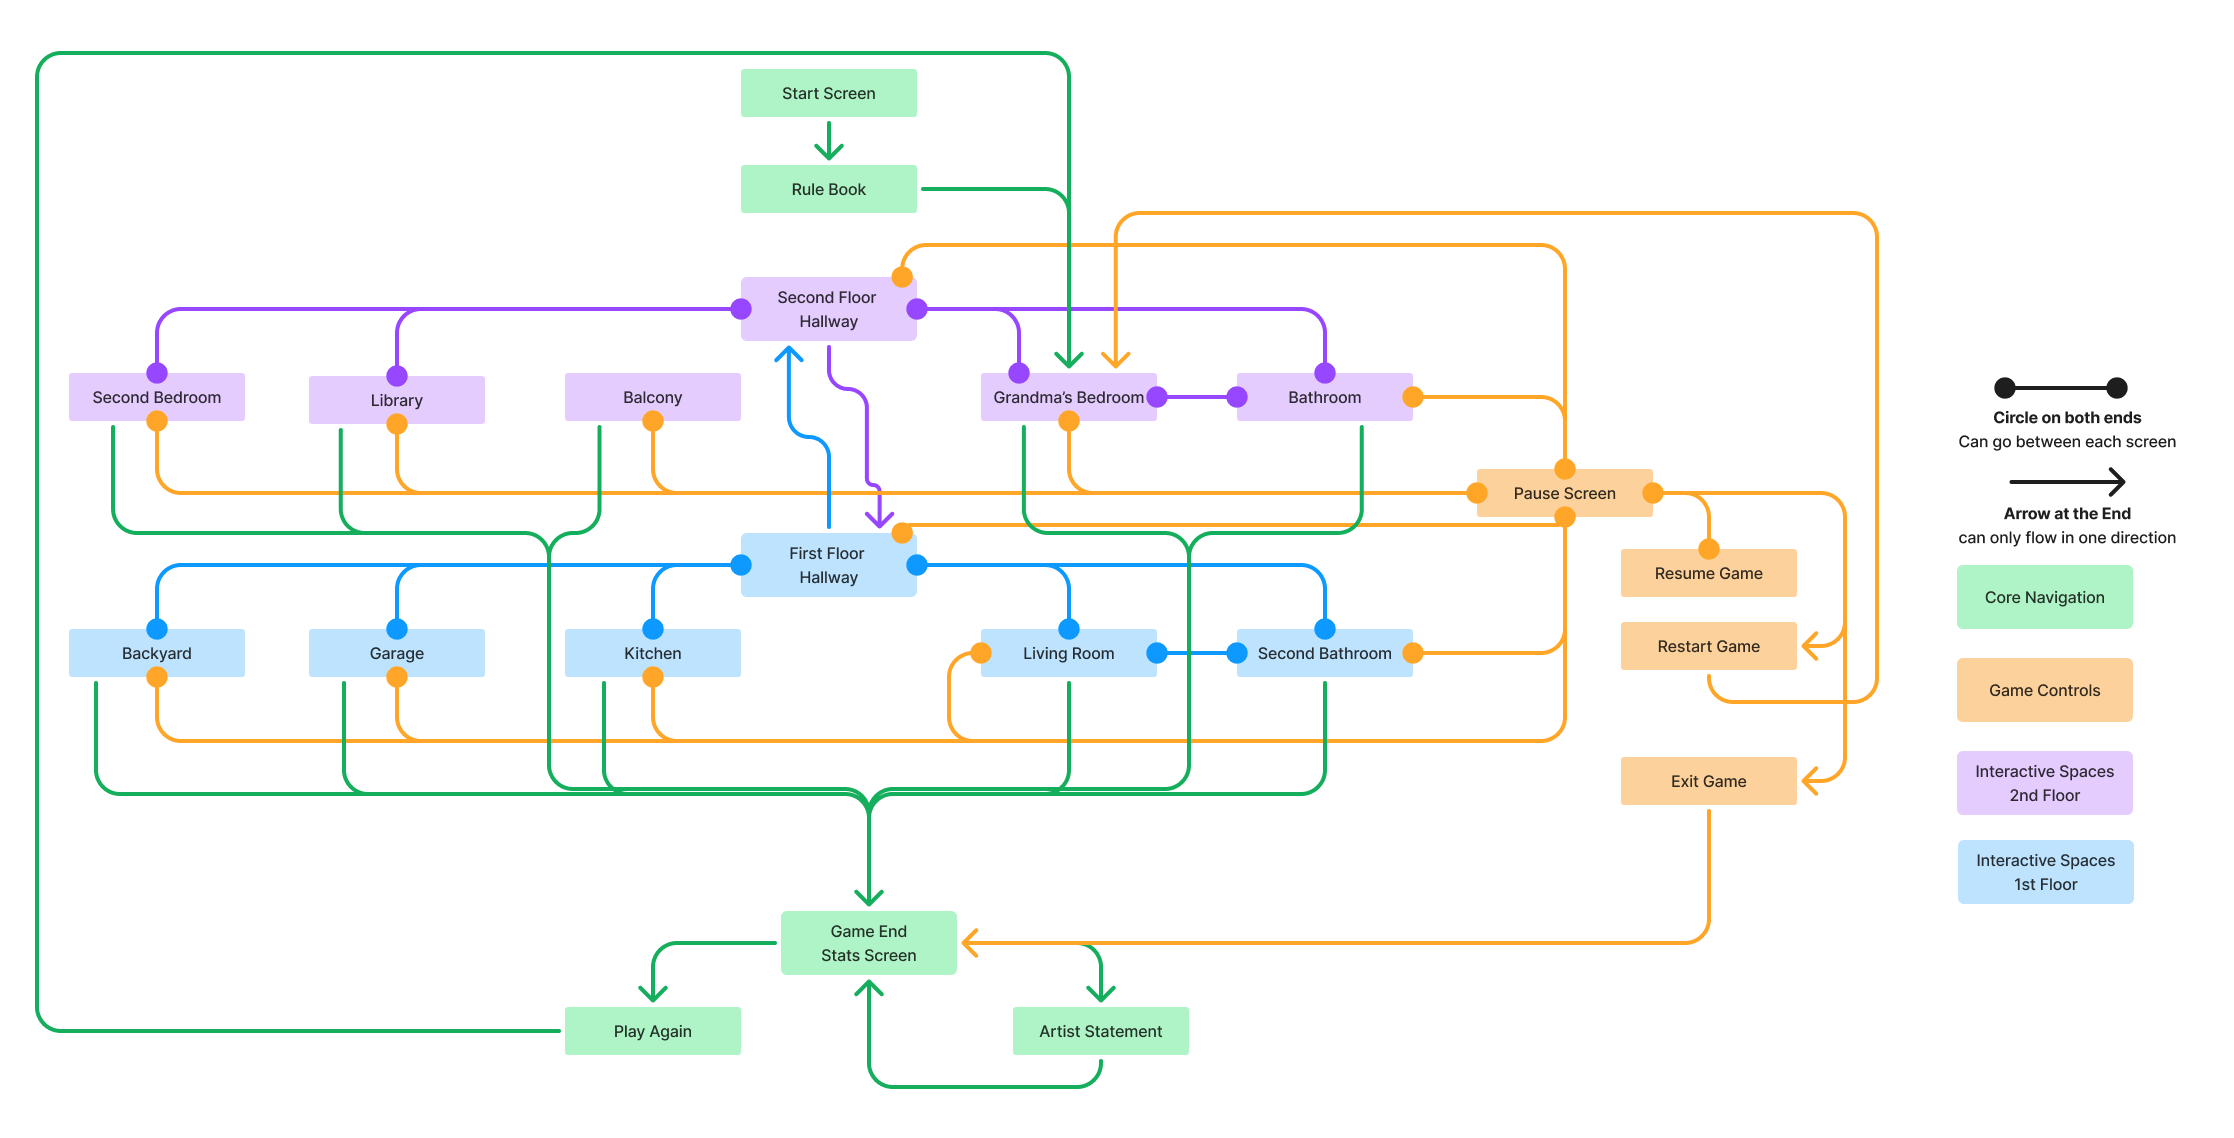 Start Screen
Rule Book
Second Floor
Hallway
Second Bedroom
Library
Balcony
Grandma's Bedroom
Bathroom
Pause Screen
First Floor
Hallway
Resume Game
Backyard
Garage
Kitchen
Living Room
Second Bathroom
Restart Game
Exit Game
Game End
Stats Screen
Play Again
Artist Statement
Circle on both ends
Can go between each screen
Arrow at the End
can only flow in one direction
Core Navigation
Game Controls
Interactive Spaces
2nd Floor
Interactive Spaces
1st Floor